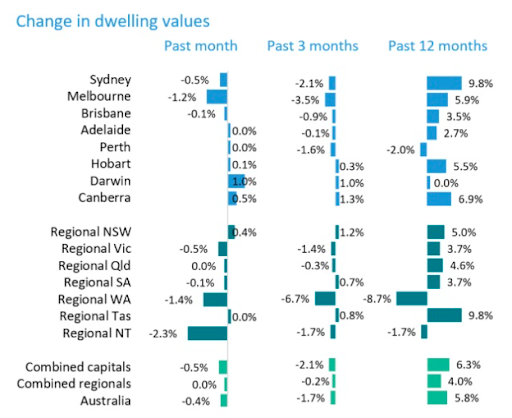 Change in dwelling values
Past month Past 3 months Past 12 months
Sydney -0.5% -2.1% 9.8%
Melbourne -1.2% -3.5% 5.9%
Brisbane -0.1% -0.9% 3.5%
Adelaide 0.0% -0.1% 2.7%
Perth 0.0% -1.6% -2.0%
Hobart 0.1% 0.3% 5.5%
Darwin 1.0% 1.0% 0.0%
Canberra 0.5% 1.3% 6.9%
Regional NSW 0.4% 1.2% 5.0%
Regional Vic -0.5% -1.4% 3.7%
Regional Qld 0.0% -0.3% 4.6%
Regional SA -0.1% 0.7% 3.7%
Regional WA -1.4% -6.7% -8.7%
Regional Tas 0.0% 0.8% 9.8%
Regional NT -2.3% -1.7% -1.7%
Combined capitals -0.5% -2.1% 6.3%
Combined regionals 0.0% -0.2% 4.0%
Australia -0.4% -1.7% 5.8%